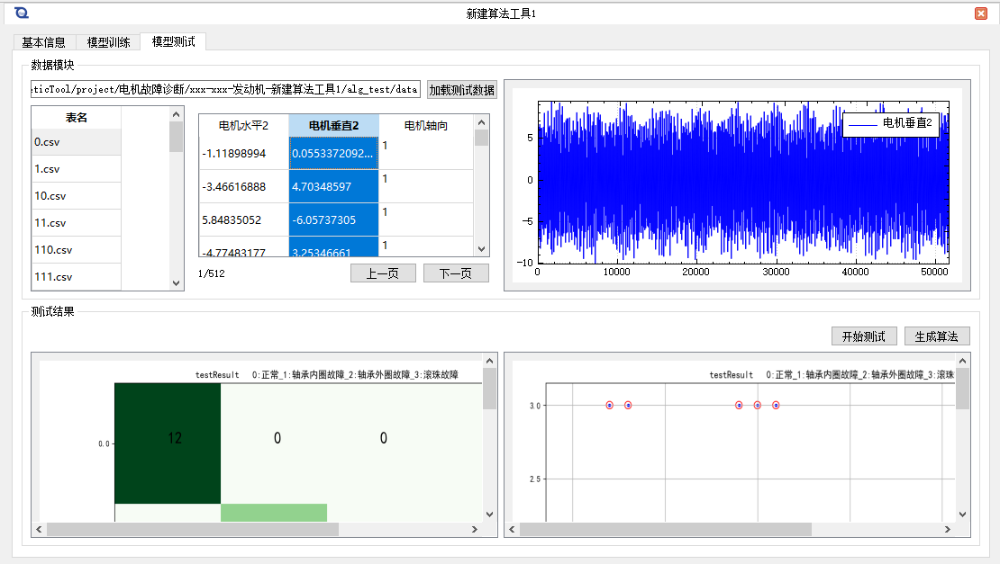 新建算法工具1
基本信息 模型训练 模型测试
数据模块
ticTool/project/电机故障诊断/xxx-xxx-发动机-新建算法工具1/alg_test/data 加载测试数据
表名
0.csv
1.csv
10.csv
11.csv
110.csv
111.csv
电机水平2 电机垂直2 电机轴向
-1.11898994 0.0553372092... 1
-3.46616888 4.70348597 1
5.84835052 -6.05737305 1
-4.77483177 3.25346661 1
1/512 上一页 下一页
电机垂直2
5
0
-5
-10
0 10000 20000 30000 40000 50000
测试结果
开始测试 生成算法
testResult 0:正常_1:轴承内圈故障_2:轴承外圈故障_3:滚珠故障
0.0 12 0 0
testResult 0:正常_1:轴承内圈故障_2:轴承外圈故障_3:滚珠
3.0
2.5